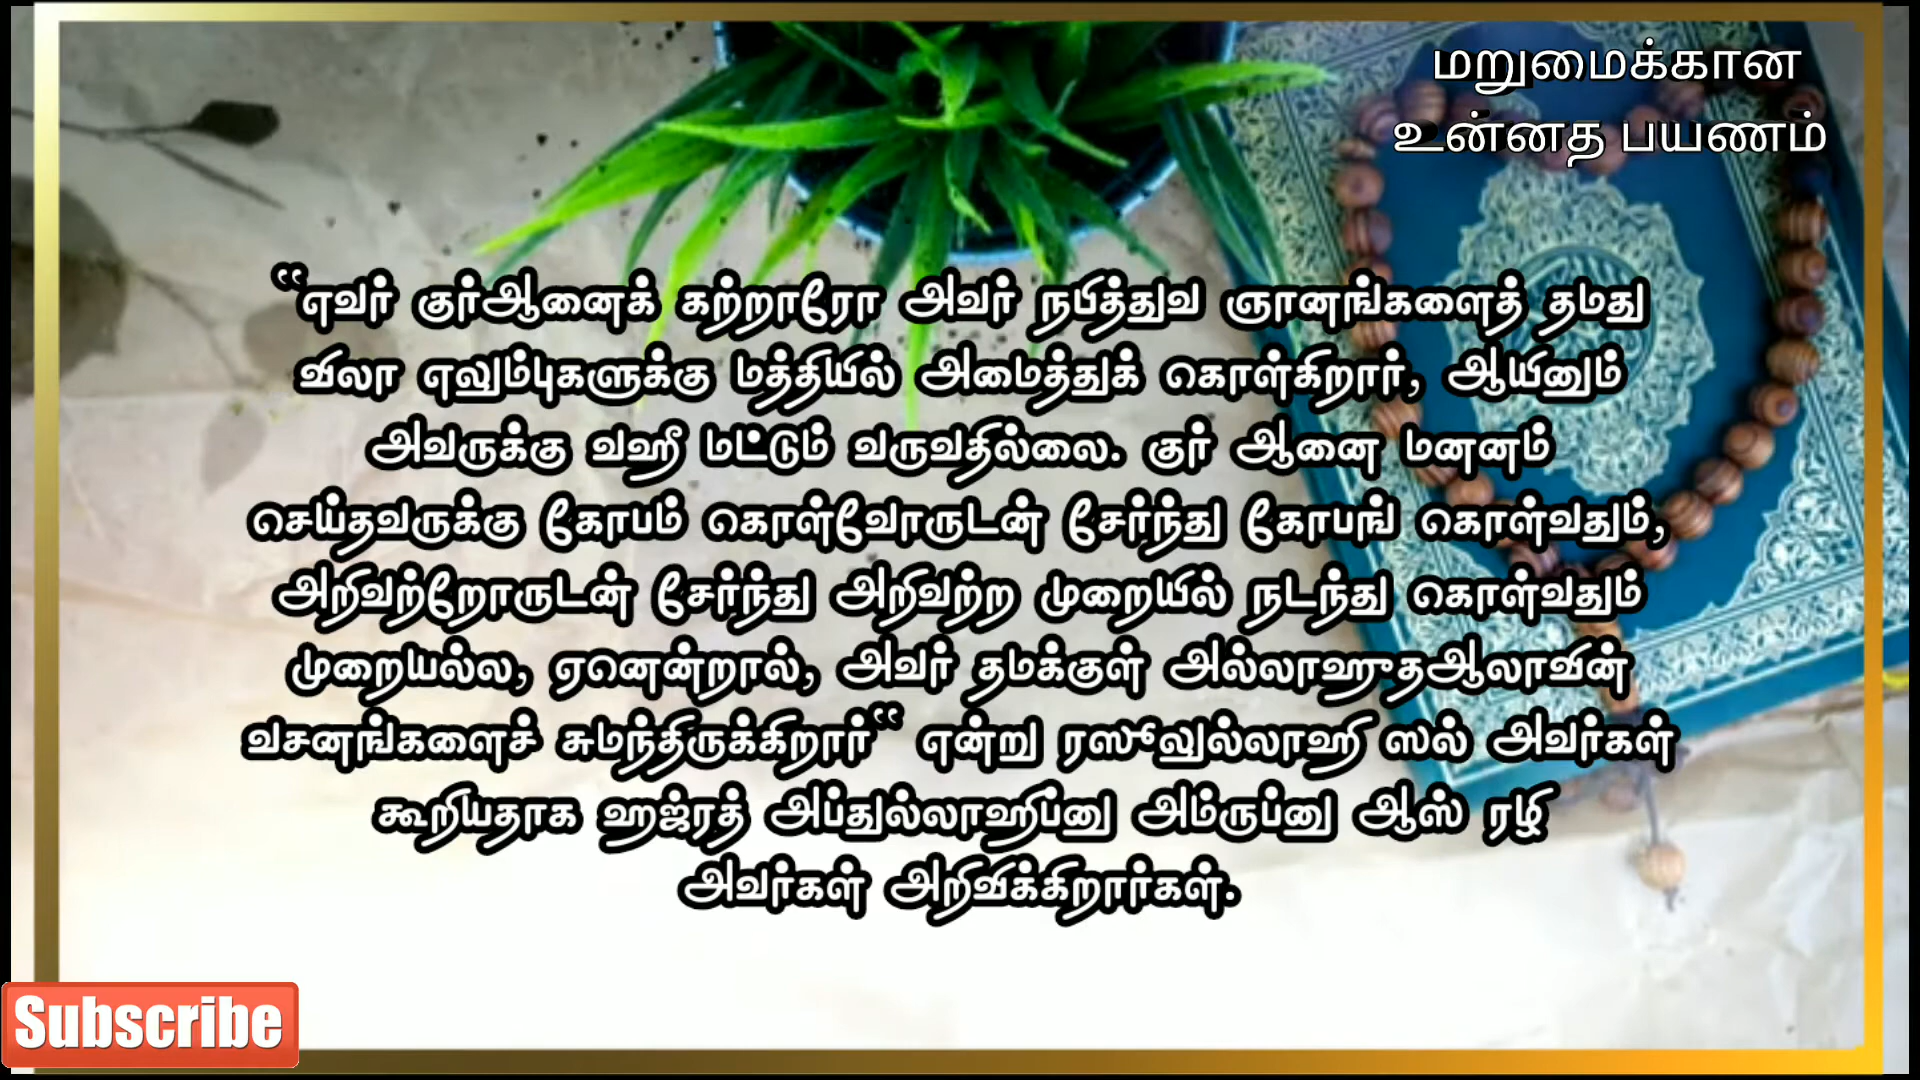 மறுமைக்கான
உன்னத பயணம்
“ஏவர் குர்ஆனைக் கற்றாரோ அவர் நபித்துவ ஞானங்களைத் தமது
விலா எலும்புகளுக்கு மத்தியில் அமைத்துக் கொள்கிறார், ஆயினும்
அவருக்கு வஹீ மட்டும் வருவதில்லை. குர் ஆனை மனனம்
செய்தவருக்கு கோபம் கொள்வோருடன் சேர்ந்து கோபங் கொள்வதும்,
அறிவற்றோருடன் சேர்ந்து அறிவற்ற முறையில் நடந்து கொள்வதும்
முறையல்ல, ஏனென்றால், அவர் தமக்குள் அல்லாஹுதஆலாவின்
வசனங்களைச் சுமந்திருக்கிறார்“ என்று ரஸூலுல்லாஹி ஸல் அவர்கள்
கூறியதாக ஹஜ்ரத் அப்துல்லாஹிப்னு அம்ருப்னு ஆஸ் ரழி
அவர்கள் அறிவிக்கிறார்கள்.
Subscribe